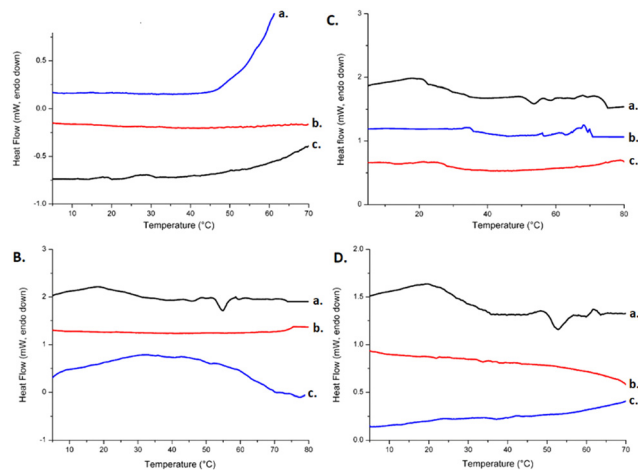 a.
b.
c.
0.5
0.0
-0.5
-1.0
10 20 30 40 50 60 70
Temperature (°C)
Heat Flow (mW, endo down)
C.
a.
b.
c.
3
2
1
0
20 40 60 80
Temperature (°C)
Heat flow (mW, endo down)
B.
a.
b.
c.
3
2
1
0
-1
10 20 30 40 50 60 70 80
Temperature (°C)
Heat Flow (mW, endo down)
D.
a.
b.
c.
2.0
1.5
1.0
0.5
0.0
10 20 30 40 50 60 70
Temperature (°C)
Heat Flow (mW, endo down)